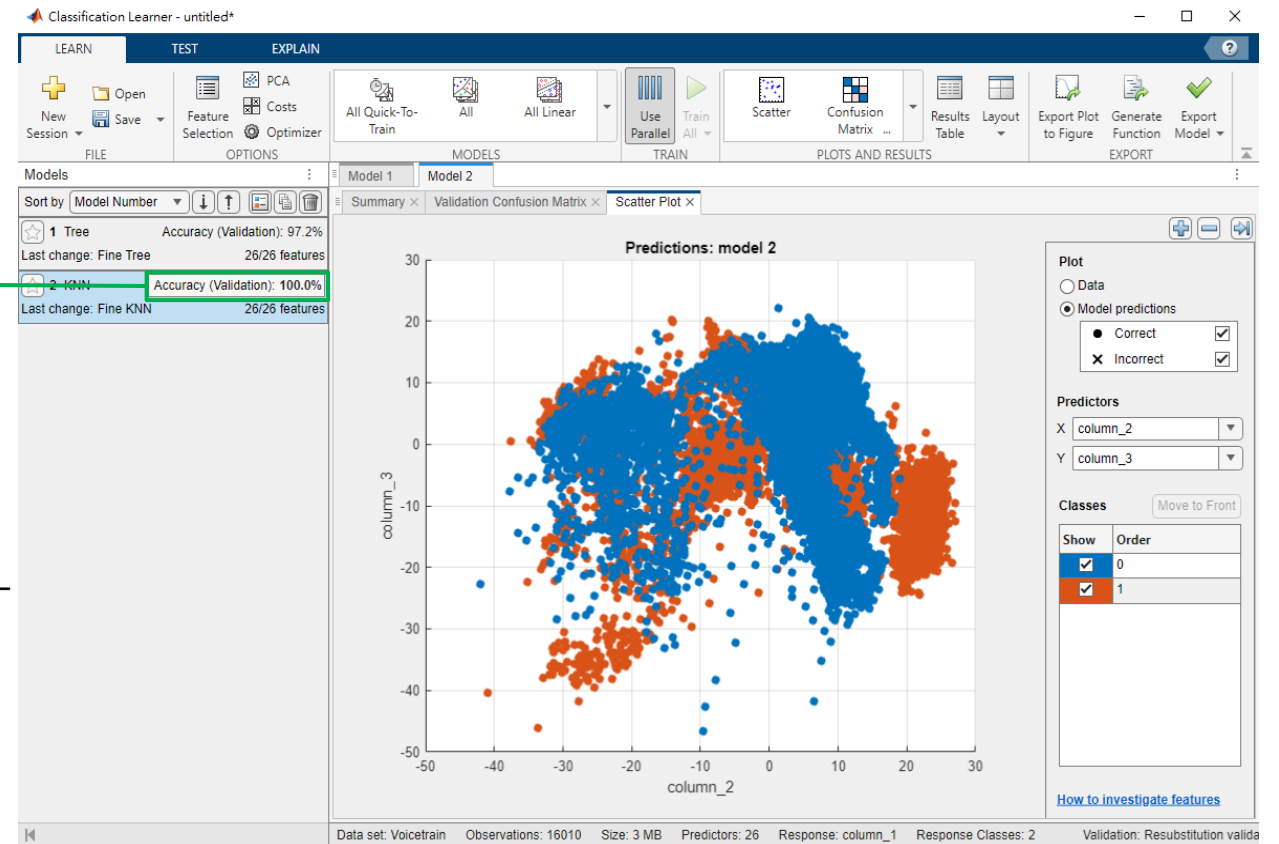 Classification Learner - untitled*
LEARN TEST EXPLAIN
New Session
Open
Save
FILE
Feature Selection
PCA
Costs
Optimizer
OPTIONS
All Quick-To-Train
All
All Linear
MODELS
Use Parallel
Train All
TRAIN
Scatter
Confusion Matrix ...
Results Table
Layout
PLOTS AND RESULTS
Export Plot to Figure
Generate Function
Export Model
EXPORT
Models
Sort by Model Number
1 Tree Accuracy (Validation): 97.2%
Last change: Fine Tree 26/26 features
2 KNN Accuracy (Validation): 100.0%
Last change: Fine KNN 26/26 features
Model 1 Model 2
Summary Validation Confusion Matrix Scatter Plot
Predictions: model 2
30
20
10
0
-10
-20
-30
-40
-50
column_3
-50 -40 -30 -20 -10 0 10 20 30
column_2
Plot
Data
Model predictions
Correct
Incorrect
Predictors
X column_2
Y column_3
Classes Move to Front
Show Order
0
1
How to investigate features
Data set: Voicetrain Observations: 16010 Size: 3 MB Predictors: 26 Response: column_1 Response Classes: 2 Validation: Resubstitution valida